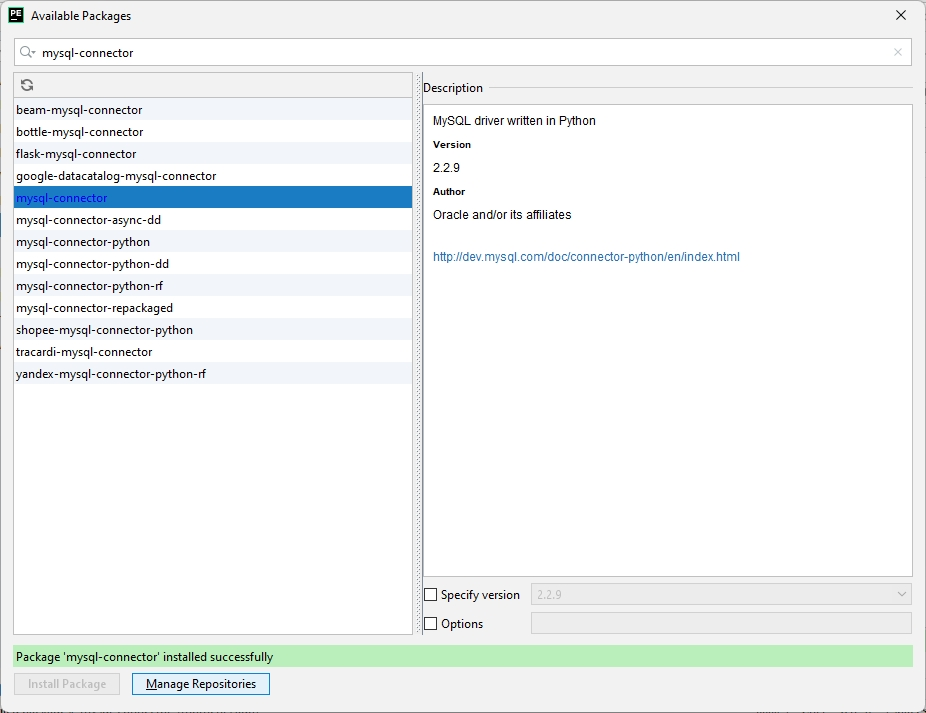 PE
Available Packages
mysql-connector
beam-mysql-connector
bottle-mysql-connector
flask-mysql-connector
google-datacatalog-mysql-connector
mysql-connector
mysql-connector-async-dd
mysql-connector-python
mysql-connector-python-dd
mysql-connector-python-rf
mysql-connector-repackaged
shopee-mysql-connector-python
tracardi-mysql-connector
yandex-mysql-connector-python-rf
Description
MySQL driver written in Python
Version
2.2.9
Author
Oracle and/or its affiliates
http://dev.mysql.com/doc/connector-python/en/index.html
Specify version
2.2.9
Options
Package 'mysql-connector' installed successfully
Install Package
Manage Repositories